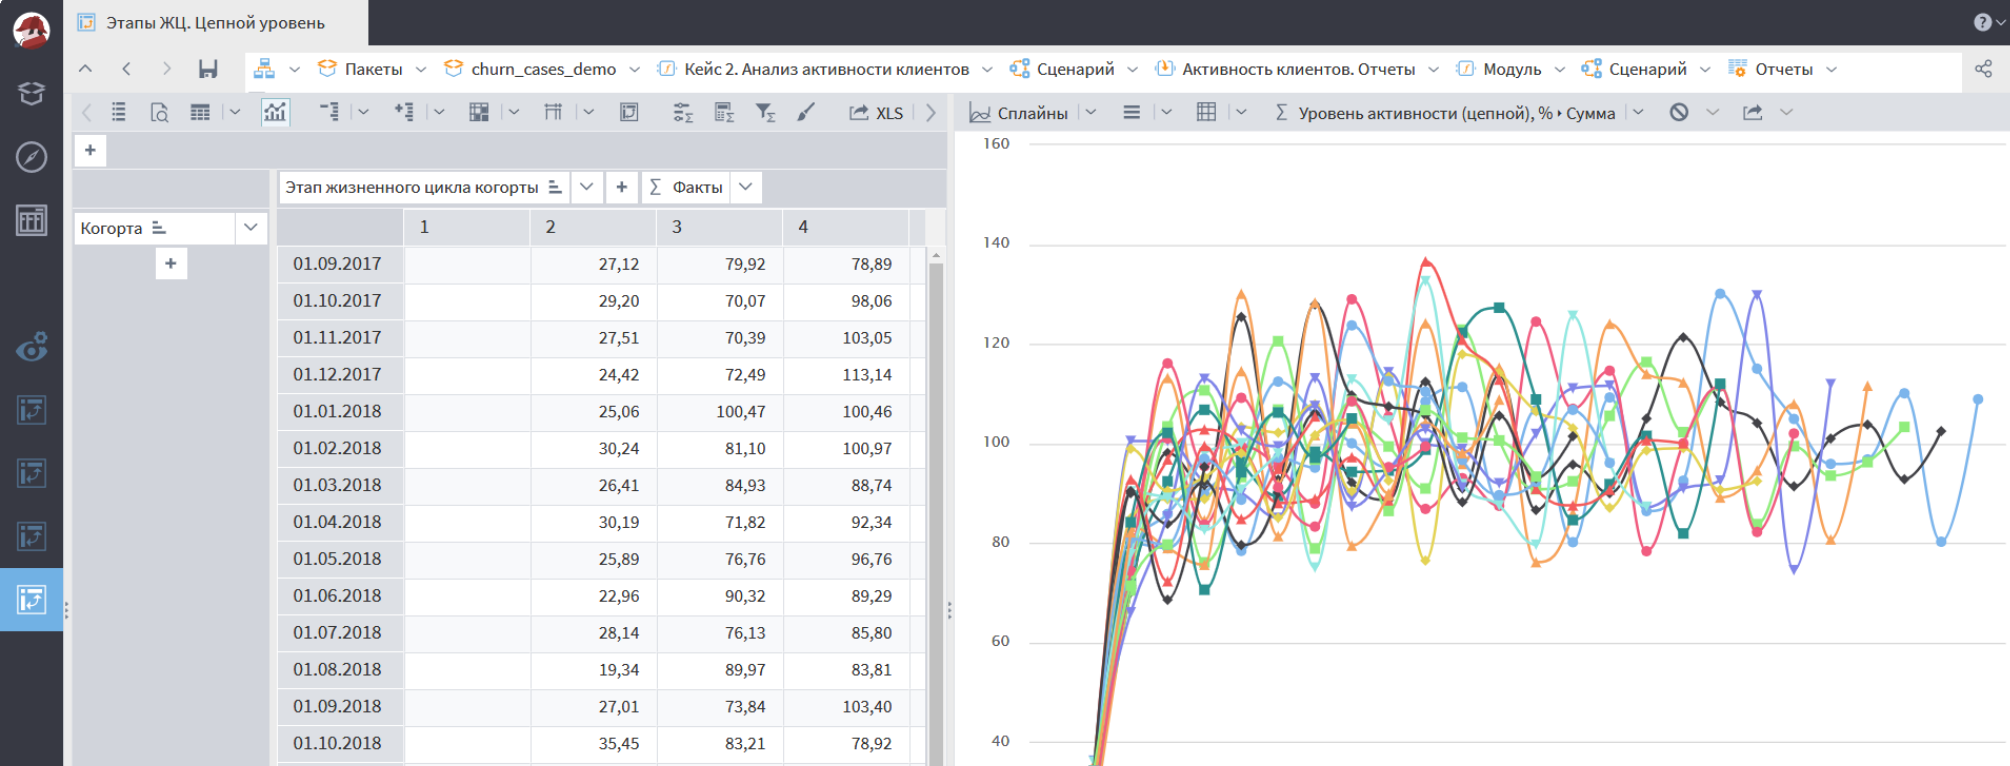 Этапы ЖЦ. Цепной уровень
Пакеты churn_cases_demo Кейс 2. Анализ активности клиентов Сценарий Активность клиентов. Отчеты Модуль Сценарий Отчеты
XLS Сплайны Σ Уровень активности (цепной), % ‣ Сумма
+
Этап жизненного цикла когорты + Σ Факты
Когорта
+
1 2 3 4
01.09.2017 27,12 79,92 78,89
01.10.2017 29,20 70,07 98,06
01.11.2017 27,51 70,39 103,05
01.12.2017 24,42 72,49 113,14
01.01.2018 25,06 100,47 100,46
01.02.2018 30,24 81,10 100,97
01.03.2018 26,41 84,93 88,74
01.04.2018 30,19 71,82 92,34
01.05.2018 25,89 76,76 96,76
01.06.2018 22,96 90,32 89,29
01.07.2018 28,14 76,13 85,80
01.08.2018 19,34 89,97 83,81
01.09.2018 27,01 73,84 103,40
01.10.2018 35,45 83,21 78,92
160
140
120
100
80
60
40